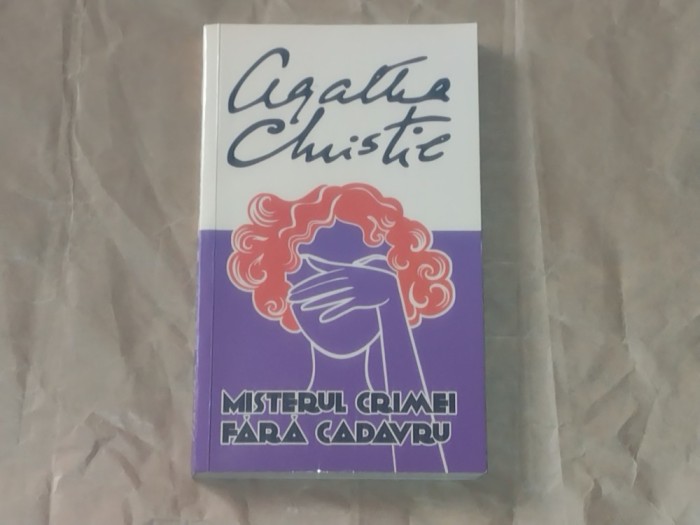 Agatha
Christie
MISTERUL CRIMEI
FĂRĂ CADAVRU